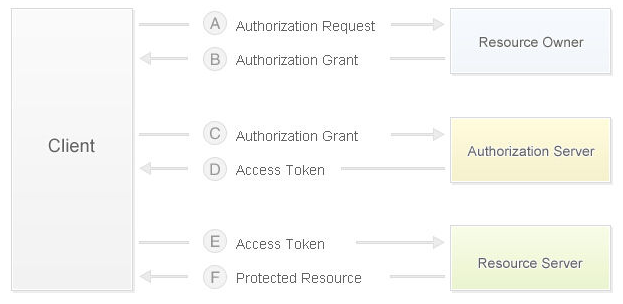 Client
A Authorization Request
Resource Owner
B Authorization Grant
C Authorization Grant
Authorization Server
D Access Token
E Access Token
Resource Server
F Protected Resource